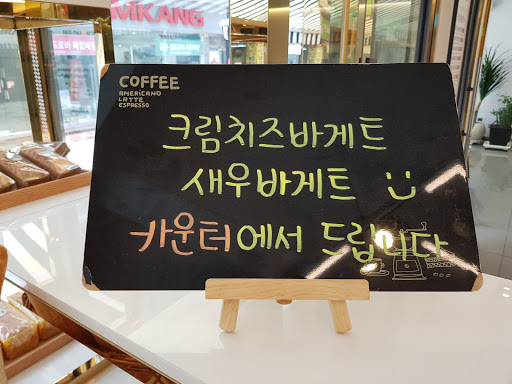 MKANG
COFFEE
AMERICANO
LATTE
ESPRESSO
크림치즈바게트
새우바게트
카운터에서 드립니다